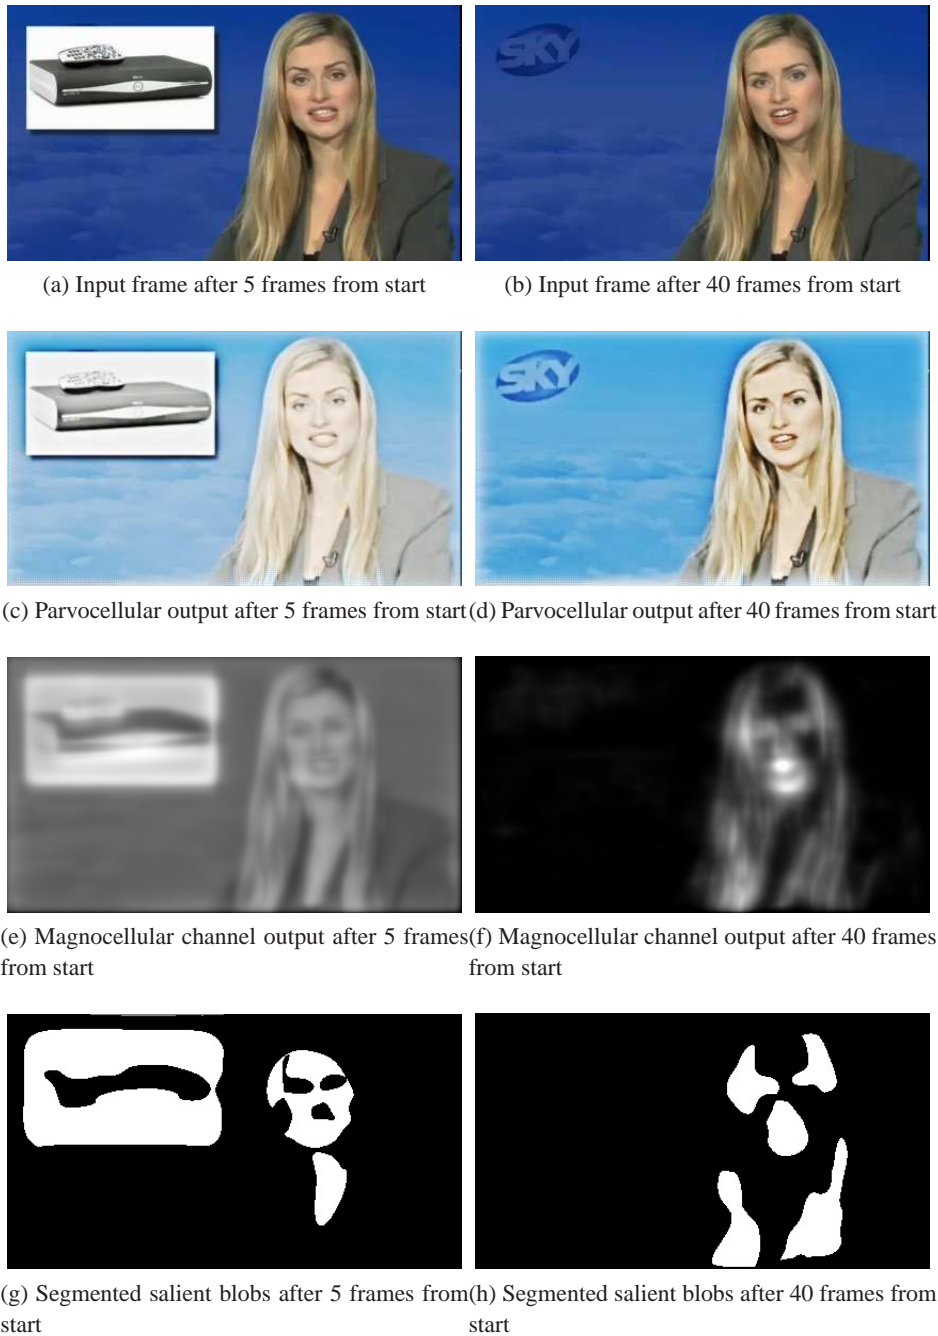 SKY
(a) Input frame after 5 frames from start
(b) Input frame after 40 frames from start
SKY
(c) Parvocellular output after 5 frames from start
(d) Parvocellular output after 40 frames from start
(e) Magnocellular channel output after 5 frames
from start
(f) Magnocellular channel output after 40 frames
from start
(g) Segmented salient blobs after 5 frames from
start
(h) Segmented salient blobs after 40 frames from
start